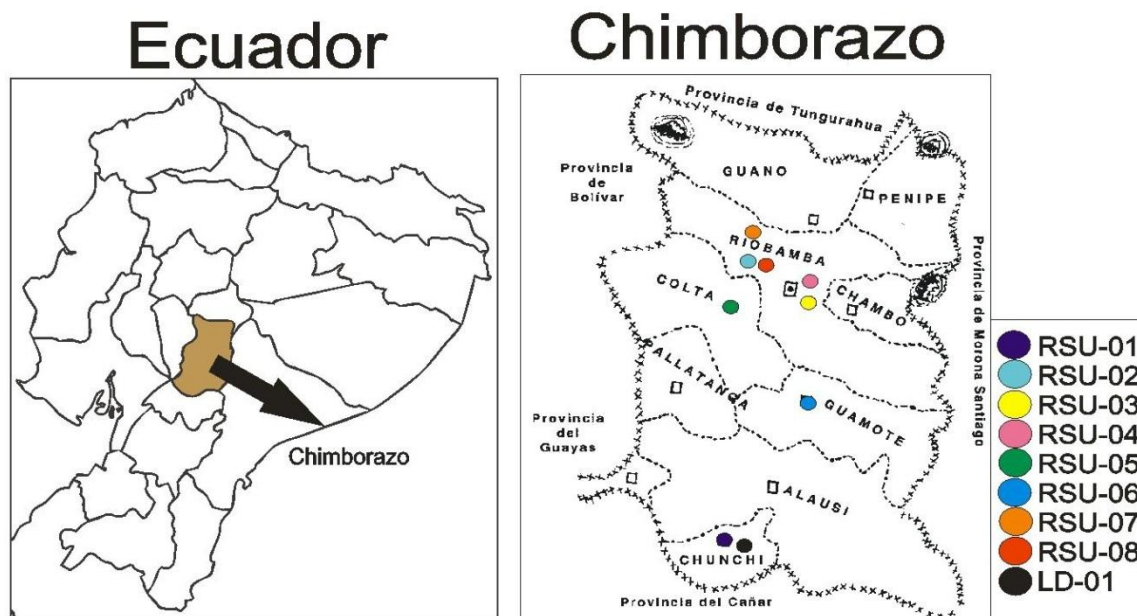 Ecuador
Chimborazo
Chimborazo
Provincia de Tungurahua
Provincia
de
Bolívar
GUANO
PENIPE
RIOBAMBA
COLTA
CHAMBO
Provincia de Morona Santiago
PALLATANGA
GUAMOTE
Provincia
del
Guayas
ALAUSI
CHUNCHI
Provincia del Cañar
RSU-01
RSU-02
RSU-03
RSU-04
RSU-05
RSU-06
RSU-07
RSU-08
LD-01